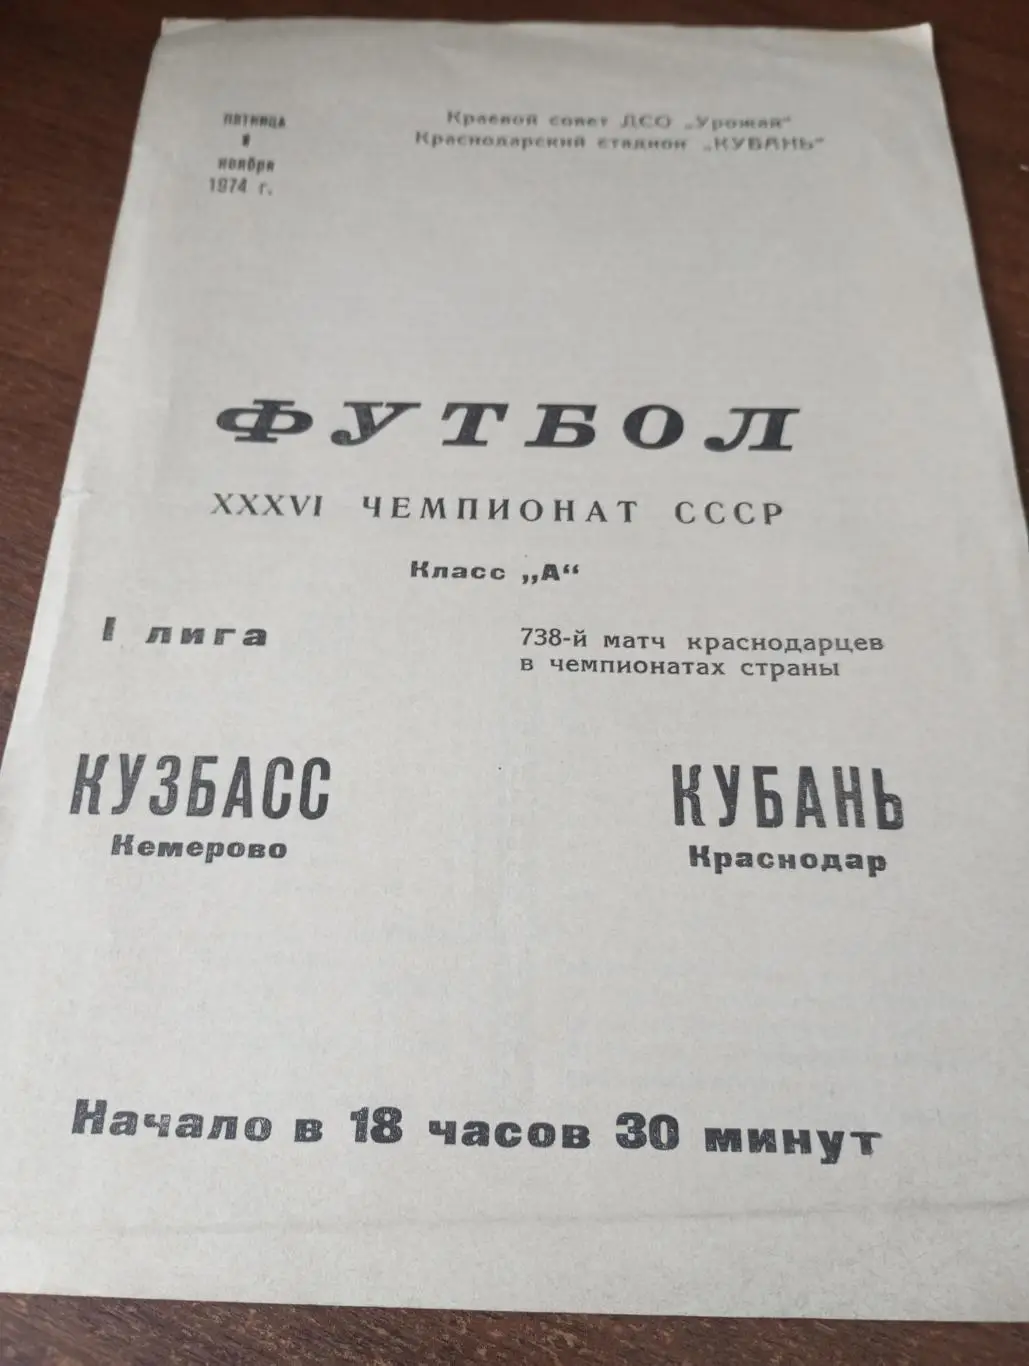 ПЯТНИЦА
ноября
1974 г.
Краевой совет ДСО „Урожай"
Краснодарский стадион „КУБАНЬ"
ФУТБОЛ
XXXVI ЧЕМПИОНАТ СССР
Класс „А“
I лига
738-й матч краснодарцев
в чемпионатах страны
КУЗБАСС
Кемерово
КУБАНЬ
Краснодар
Начало в 18 часов 30 минут